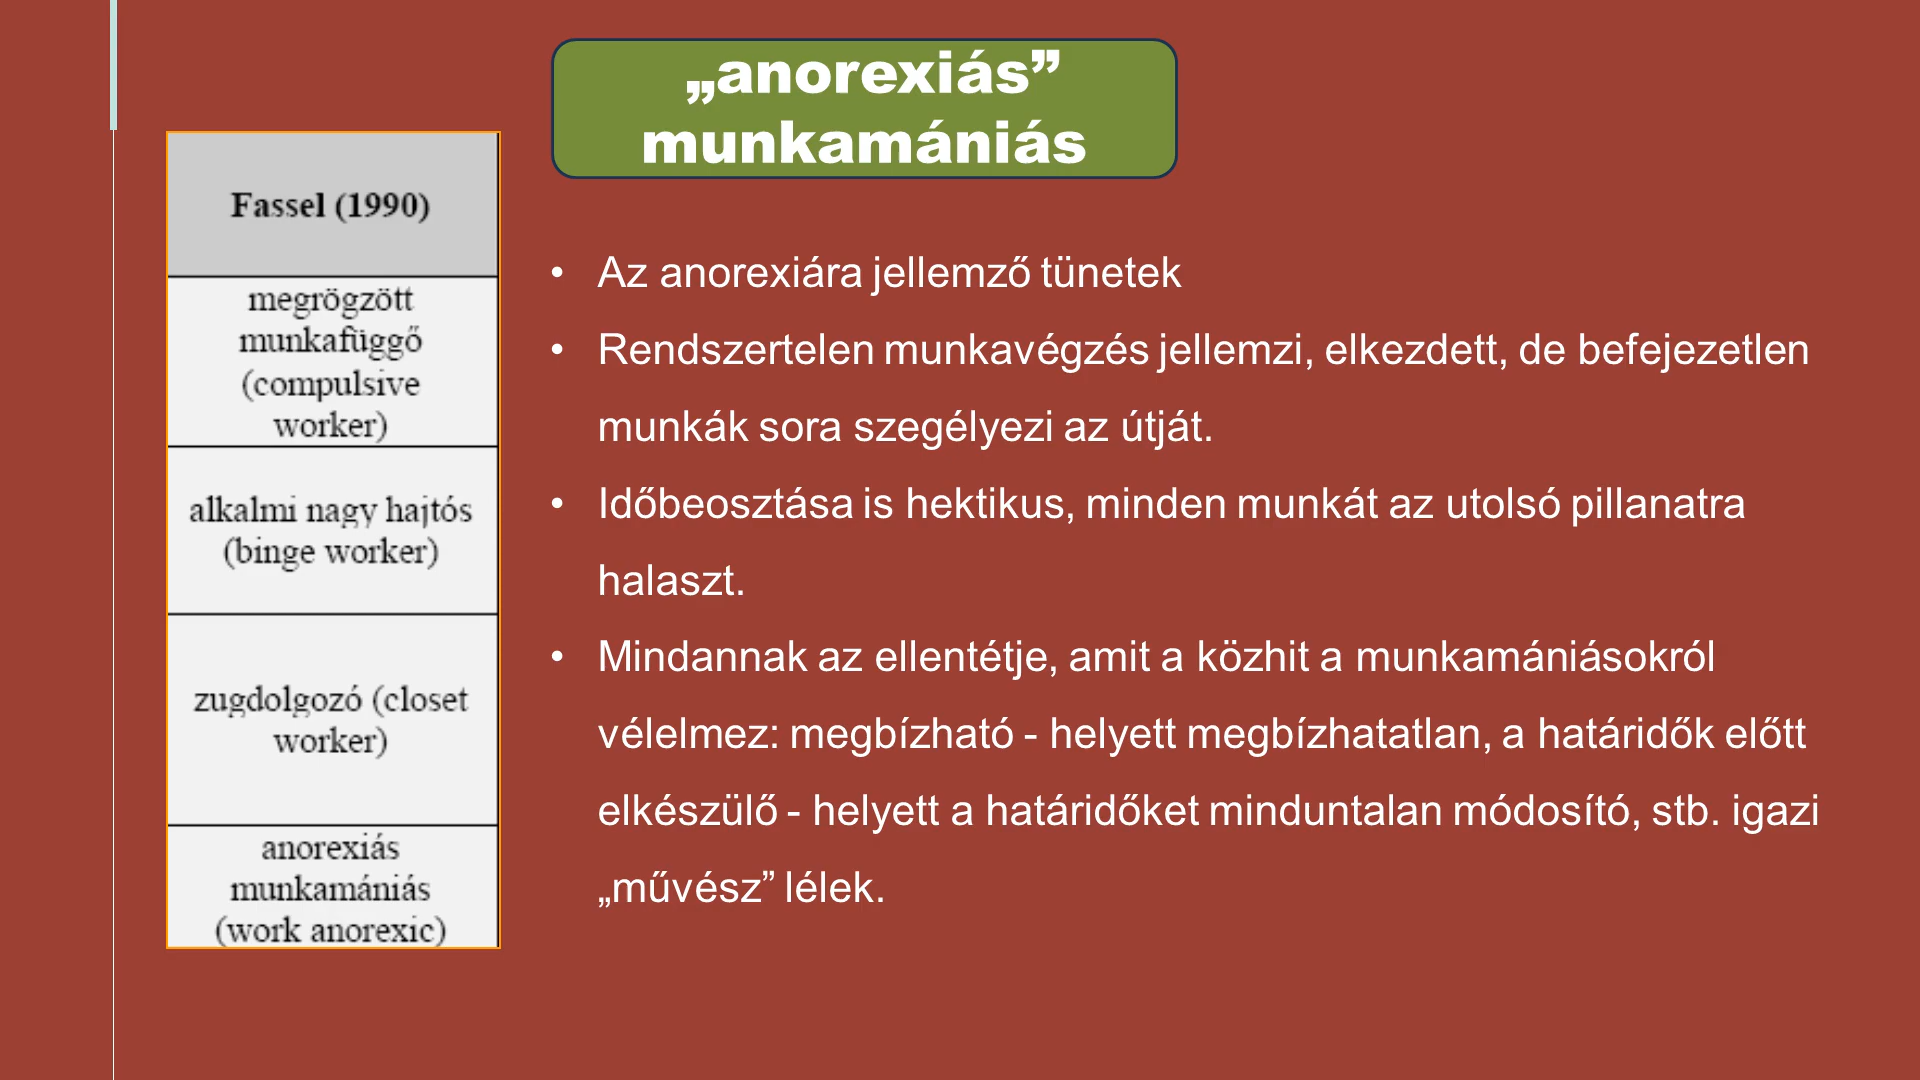 „anorexiás”
munkamániás
Fassel (1990)
megrögzött
munkafüggő
(compulsive
worker)
alkalmi nagy hajtós
(binge worker)
zugdolgozó (closet
worker)
anorexiás
munkamániás
(work anorexic)
• Az anorexiára jellemző tünetek
• Rendszertelen munkavégzés jellemzi, elkezdett, de befejezetlen
munkák sora szegélyezi az útját.
• Időbeosztása is hektikus, minden munkát az utolsó pillanatra
halaszt.
• Mindannak az ellentétje, amit a közhit a munkamániásokról
vélelmez: megbízható - helyett megbízhatatlan, a határidők előtt
elkészülő - helyett a határidőket minduntalan módosító, stb. igazi
„művész” lélek.